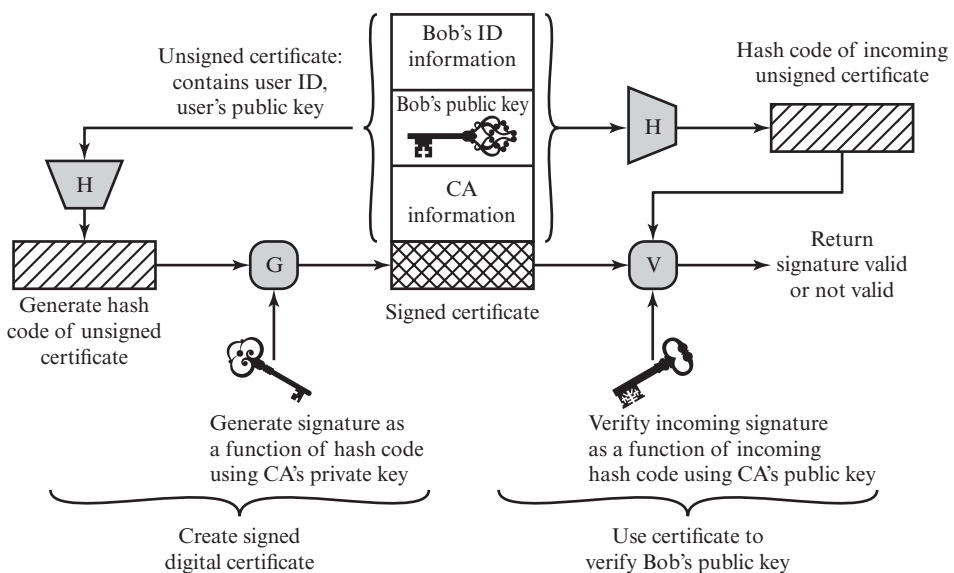 Unsigned certificate:
contains user ID,
user's public key
Bob's ID
information
Bob's public key
CA
information
Hash code of incoming
unsigned certificate
H
H
G
V
Generate hash
code of unsigned
certificate
Signed certificate
Return
signature valid
or not valid
Generate signature as
a function of hash code
using CA's private key
Verifty incoming signature
as a function of incoming
hash code using CA's public key
Create signed
digital certificate
Use certificate to
verify Bob's public key